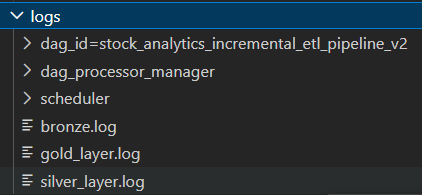 logs
dag_id=stock_analytics_incremental_etl_pipeline_v2
dag_processor_manager
scheduler
bronze.log
gold_layer.log
silver_layer.log